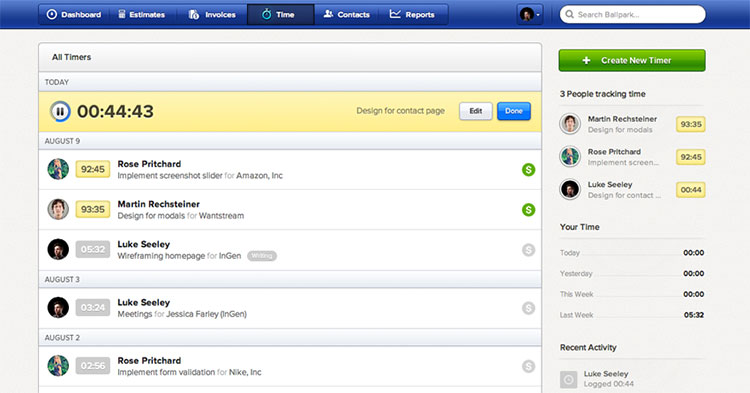 Dashboard
Estimates
Invoices
Time
Contacts
Reports
Search Ballpark...
All Timers
TODAY
00:44:43
Design for contact page
Edit
Done
AUGUST 9
92:45
Rose Pritchard
Implement screenshot slider for Amazon, Inc
S
93:35
Martin Rechsteiner
Design for modals for Wantstream
S
05:32
Luke Seeley
Wireframing homepage for InGen
Writing
S
AUGUST 3
03:24
Luke Seeley
Meetings for Jessica Farley (InGen)
S
AUGUST 2
02:56
Rose Pritchard
Implement form validation for Nike, Inc
S
Create New Timer
3 People tracking time
Martin Rechsteiner
Design for modals
93:35
Rose Pritchard
Implement screen...
92:45
Luke Seeley
Design for contact ...
00:44
Your Time
Today 00:00
Yesterday 00:00
This Week 00:00
Last Week 05:32
Recent Activity
Luke Seeley
Logged 00:44